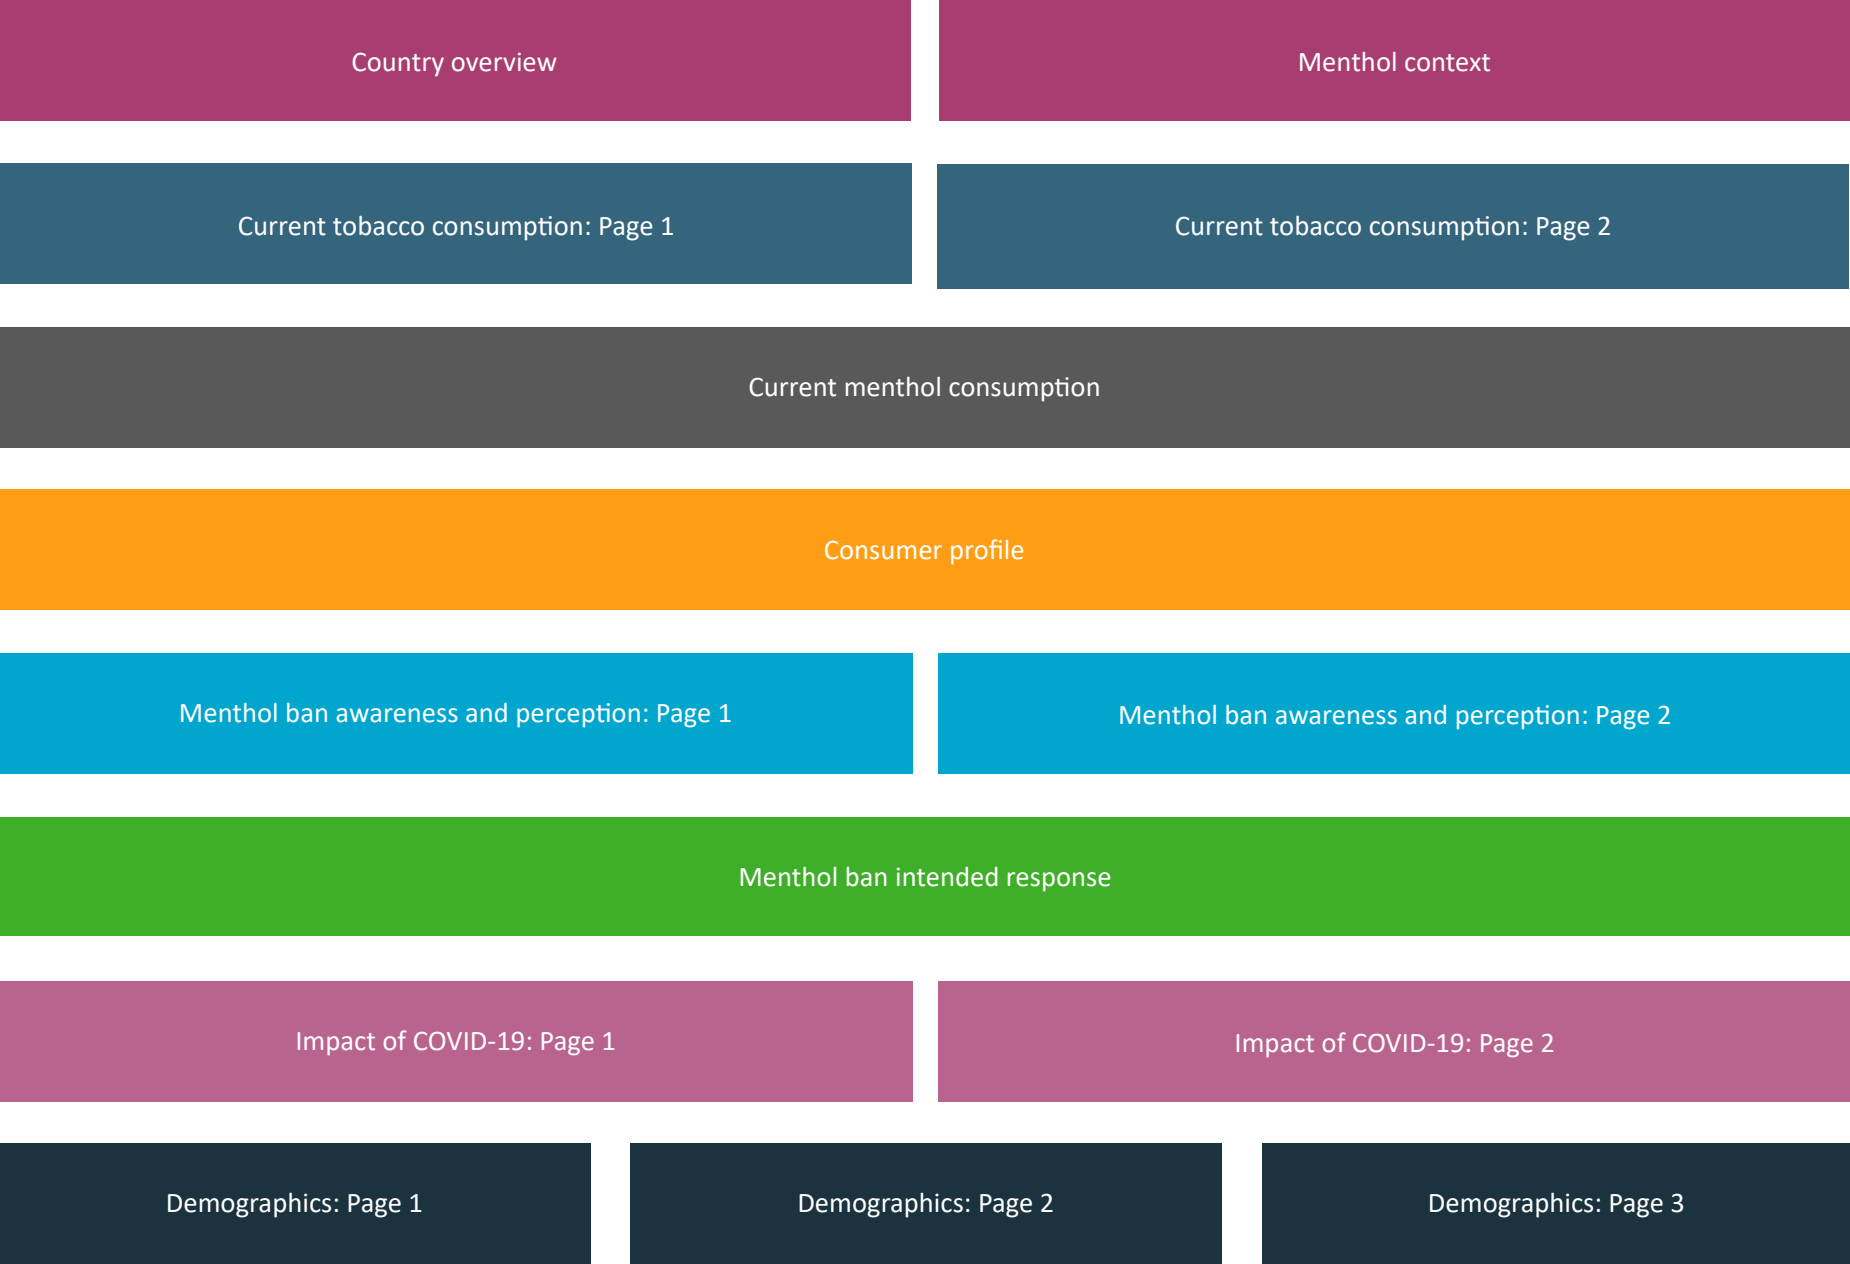 Country overview
Menthol context
Current tobacco consumption: Page 1
Current tobacco consumption: Page 2
Current menthol consumption
Consumer profile
Menthol ban awareness and perception: Page 1
Menthol ban awareness and perception: Page 2
Menthol ban intended response
Impact of COVID-19: Page 1
Impact of COVID-19: Page 2
Demographics: Page 1
Demographics: Page 2
Demographics: Page 3